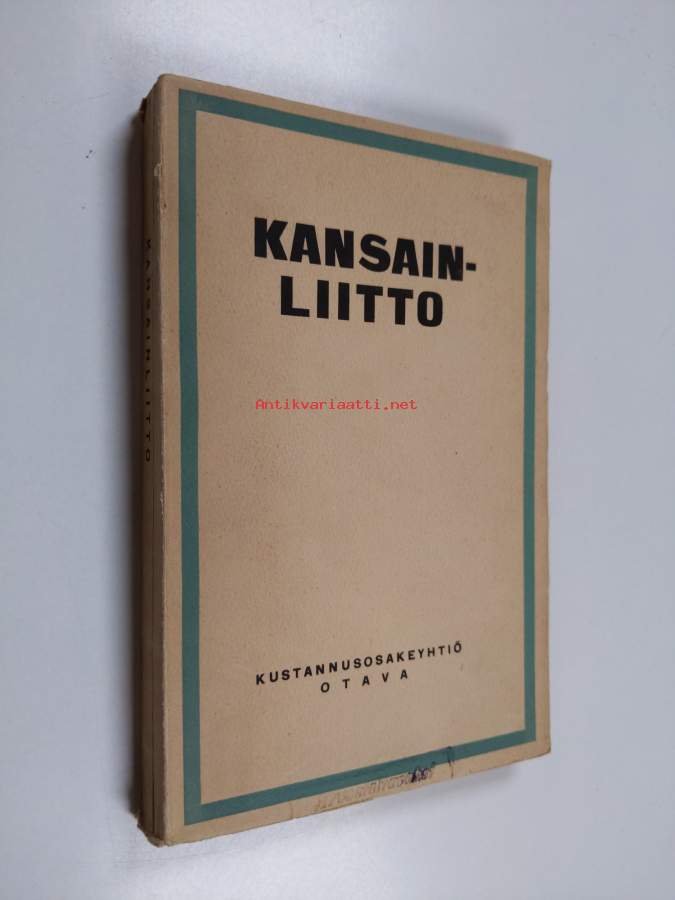 KANSAIN-
LIITTO
Antikvariaatti.net
KUSTANNUSOSAKEYHTIÖ
OTAVA
KANSAINLIITTO